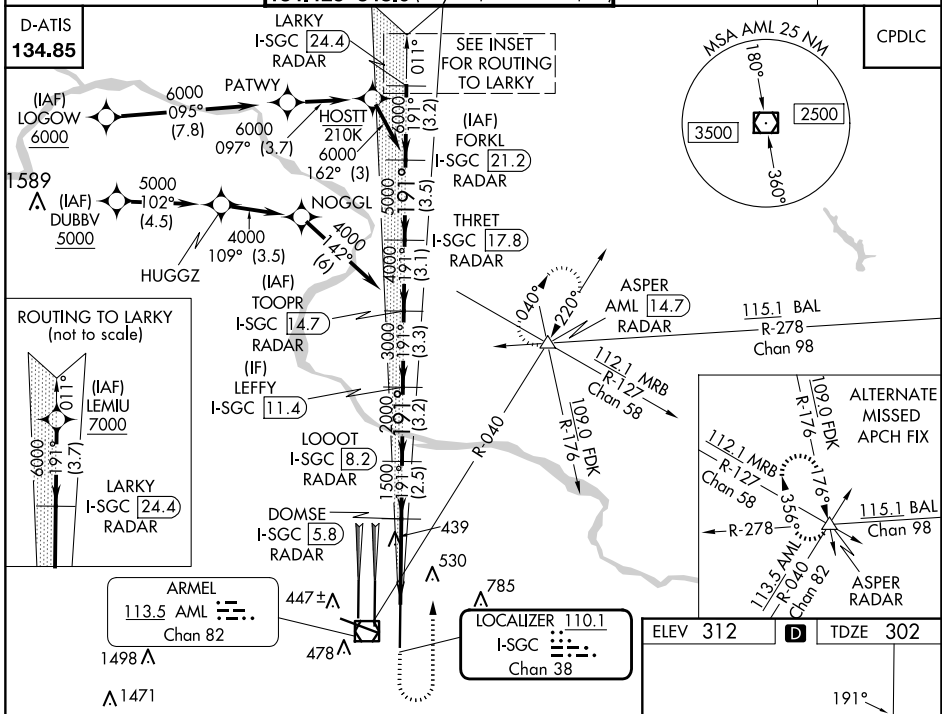 D-ATIS
134.85
LARKY
I-SGC 24.4
RADAR
011°
SEE INSET
FOR ROUTING
TO LARKY
MSA AML 25 NM
180°
360°
3500
2500
CPDLC
(IAF)
LOGOW
6000
6000
095°
(7.8)
PATWY
6000
097° (3.7)
HOSTT
210K
6000
162° (3)
6000
191°
(3.2)
(IAF)
FORKL
I-SGC 21.2
RADAR
1589
(IAF)
DUBBV
5000
5000
102°
(4.5)
HUGGZ
4000
109° (3.5)
NOGGL
4000
142°
(6)
5000
191°
(3.5)
THRET
I-SGC 17.8
RADAR
4000
191°
(3.1)
(IAF)
TOOPR
I-SGC 14.7
RADAR
3000
191°
(3.3)
(IF)
LEFFY
I-SGC 11.4
2000
191°
(3.2)
LOOOT
I-SGC 8.2
RADAR
1500
191°
(2.5)
DOMSE
I-SGC 5.8
RADAR
040°
220°
ASPER
AML 14.7
RADAR
115.1 BAL
R-278
Chan 98
112.1 MRB
R-127
Chan 58
109.0 FDK
R-176
R-040
ROUTING TO LARKY
(not to scale)
011°
(IAF)
LEMIU
7000
6000
191°
(3.7)
LARKY
I-SGC 24.4
RADAR
ALTERNATE
MISSED
APCH FIX
109.0 FDK
R-176
176°
356°
112.1 MRB
R-127
Chan 58
R-278
115.1 BAL
Chan 98
113.5 AML
R-040
Chan 82
ASPER
RADAR
439
530
785
447±
478
1498
1471
ARMEL
113.5 AML
Chan 82
LOCALIZER 110.1
I-SGC
Chan 38
ELEV 312
D
TDZE 302
191°